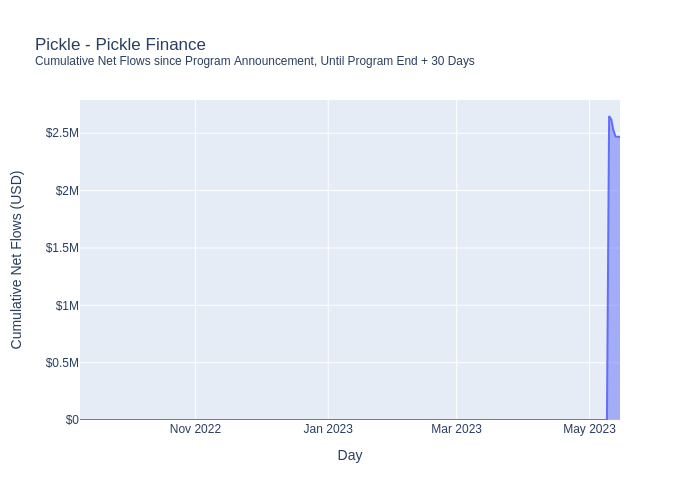 Pickle - Pickle Finance
Cumulative Net Flows since Program Announcement, Until Program End + 30 Days
Cumulative Net Flows (USD)
$2.5M
$2M
$1.5M
$1M
$0.5M
$0
Nov 2022
Jan 2023
Mar 2023
May 2023
Day